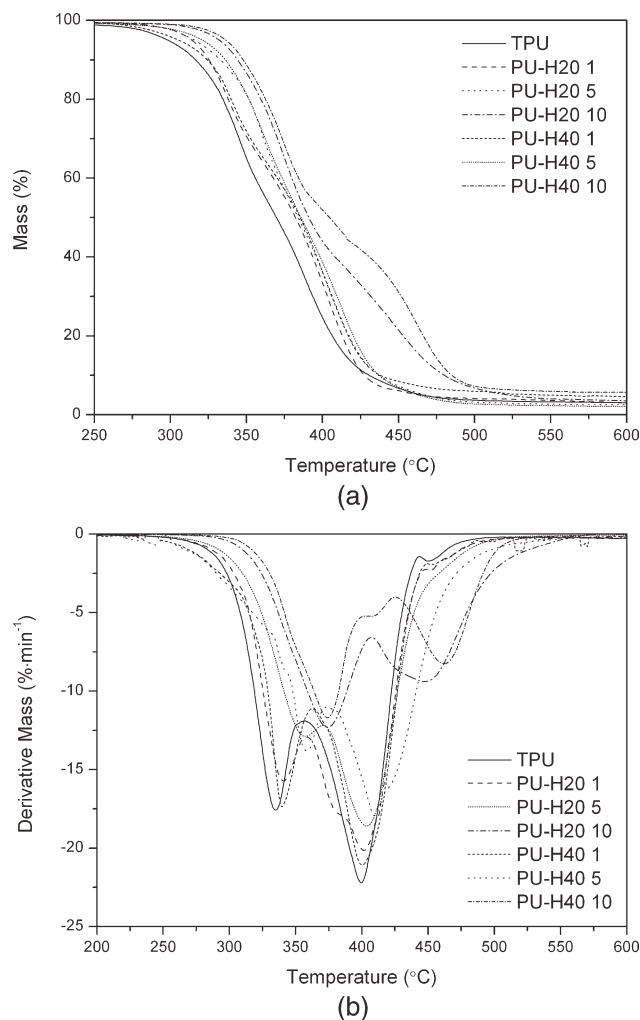 100
80
60
40
20
0
Mass (%)
TPU
PU-H20 1
PU-H20 5
PU-H20 10
PU-H40 1
PU-H40 5
PU-H40 10
250 300 350 400 450 500 550 600
Temperature (°C)
(a)
0
-5
-10
-15
-20
-25
Derivative Mass (%·min⁻¹)
TPU
PU-H20 1
PU-H20 5
PU-H20 10
PU-H40 1
PU-H40 5
PU-H40 10
200 250 300 350 400 450 500 550 600
Temperature (°C)
(b)